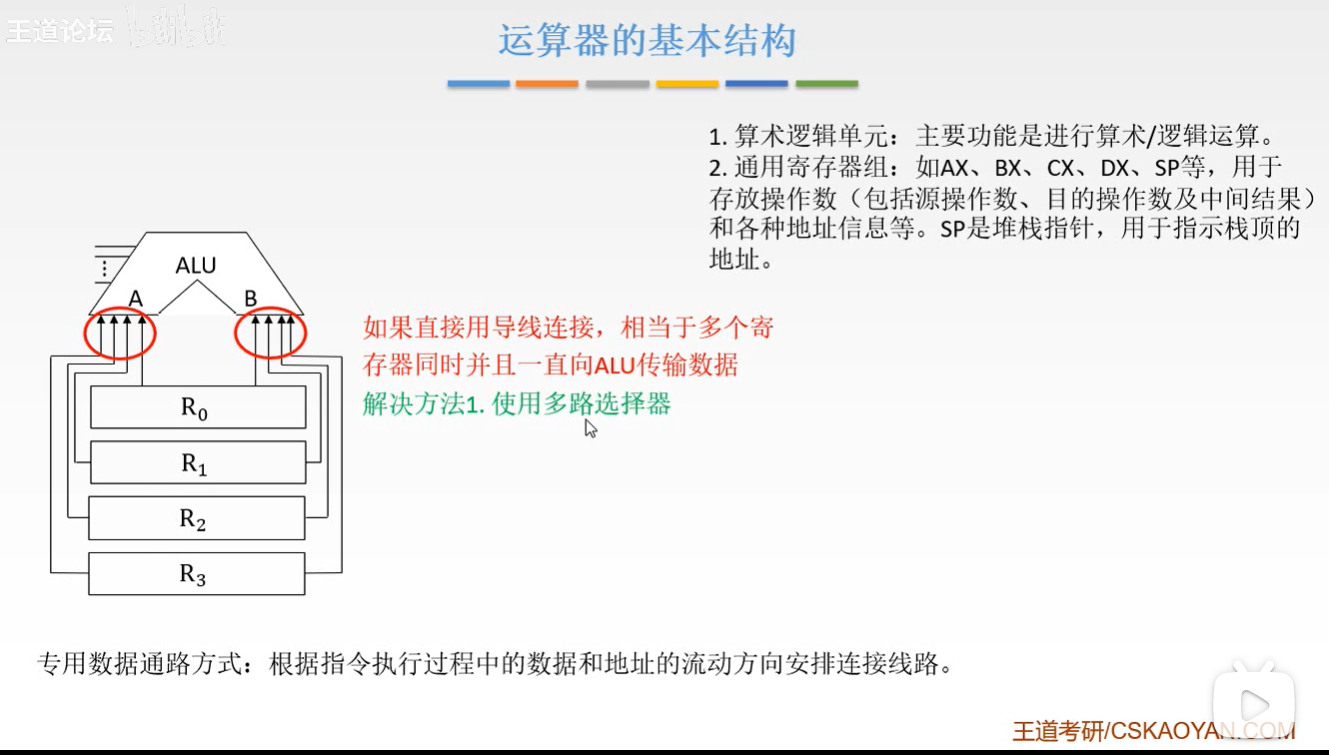 王道论坛
运算器的基本结构
1. 算术逻辑单元：主要功能是进行算术/逻辑运算。
2. 通用寄存器组：如AX、BX、CX、DX、SP等，用于
存放操作数（包括源操作数、目的操作数及中间结果）
和各种地址信息等。SP是堆栈指针，用于指示栈顶的
地址。
ALU
A
B
如果直接用导线连接，相当于多个寄
存器同时并且一直向ALU传输数据
解决方法1. 使用多路选择器
R₀
R₁
R₂
R₃
专用数据通路方式：根据指令执行过程中的数据和地址的流动方向安排连接线路。
王道考研/CSKAOYAN.COM